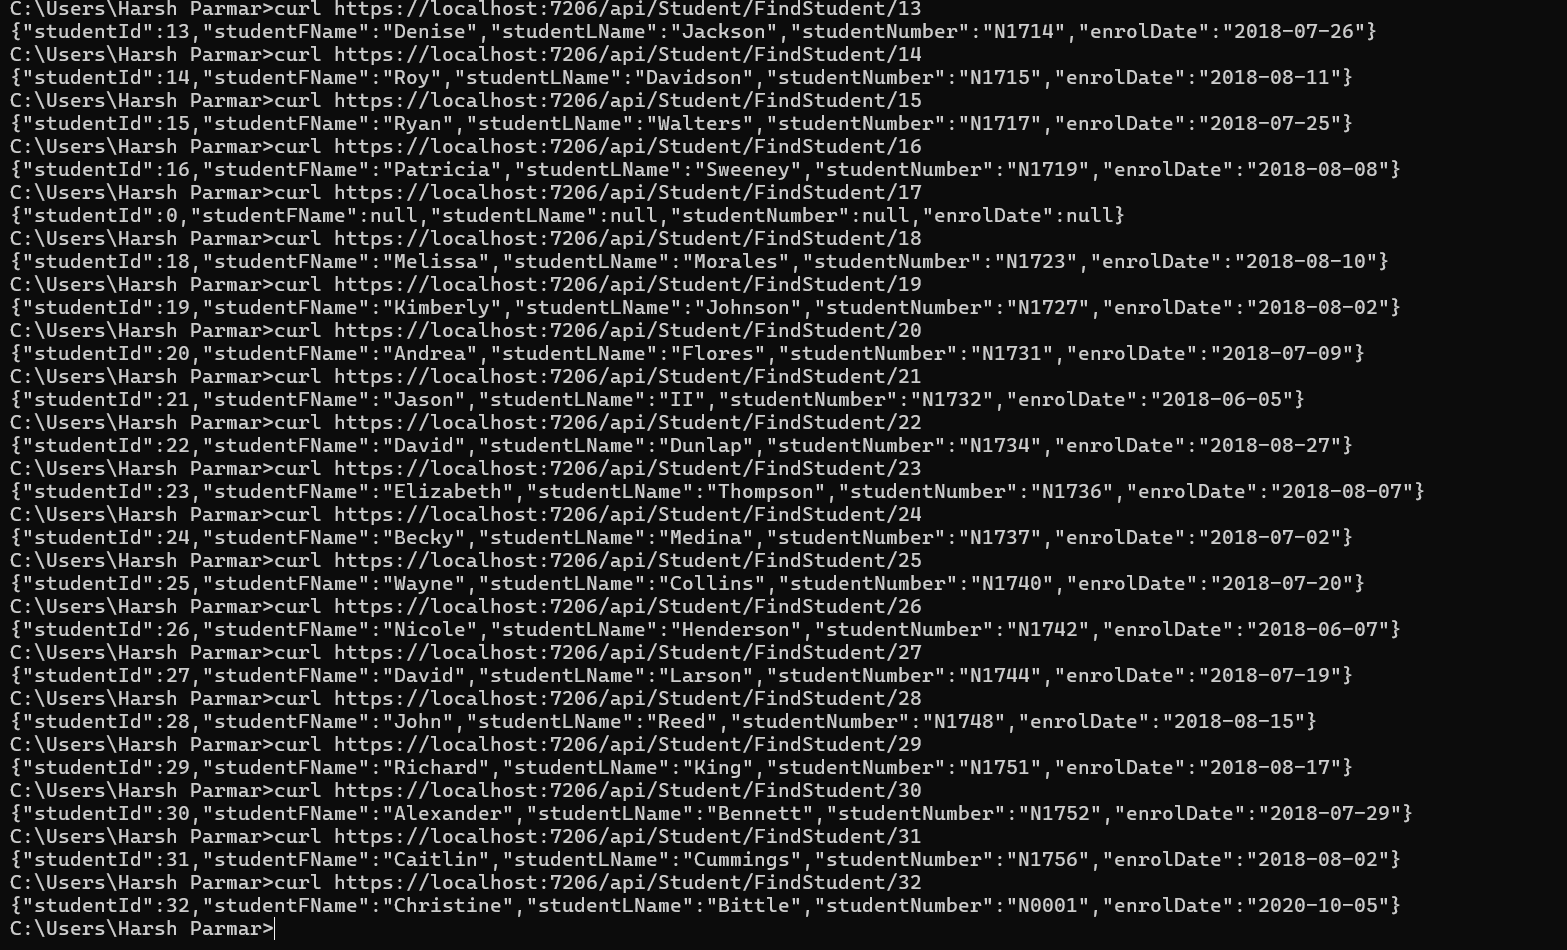 C:\Users\Harsh Parmar>curl https://localhost:7206/api/Student/FindStudent/13
{"studentId":13,"studentFName":"Denise","studentLName":"Jackson","studentNumber":"N1714","enrolDate":"2018-07-26"}
C:\Users\Harsh Parmar>curl https://localhost:7206/api/Student/FindStudent/14
{"studentId":14,"studentFName":"Roy","studentLName":"Davidson","studentNumber":"N1715","enrolDate":"2018-08-11"}
C:\Users\Harsh Parmar>curl https://localhost:7206/api/Student/FindStudent/15
{"studentId":15,"studentFName":"Ryan","studentLName":"Walters","studentNumber":"N1717","enrolDate":"2018-07-25"}
C:\Users\Harsh Parmar>curl https://localhost:7206/api/Student/FindStudent/16
{"studentId":16,"studentFName":"Patricia","studentLName":"Sweeney","studentNumber":"N1719","enrolDate":"2018-08-08"}
C:\Users\Harsh Parmar>curl https://localhost:7206/api/Student/FindStudent/17
{"studentId":0,"studentFName":null,"studentLName":null,"studentNumber":null,"enrolDate":null}
C:\Users\Harsh Parmar>curl https://localhost:7206/api/Student/FindStudent/18
{"studentId":18,"studentFName":"Melissa","studentLName":"Morales","studentNumber":"N1723","enrolDate":"2018-08-10"}
C:\Users\Harsh Parmar>curl https://localhost:7206/api/Student/FindStudent/19
{"studentId":19,"studentFName":"Kimberly","studentLName":"Johnson","studentNumber":"N1727","enrolDate":"2018-08-02"}
C:\Users\Harsh Parmar>curl https://localhost:7206/api/Student/FindStudent/20
{"studentId":20,"studentFName":"Andrea","studentLName":"Flores","studentNumber":"N1731","enrolDate":"2018-07-09"}
C:\Users\Harsh Parmar>curl https://localhost:7206/api/Student/FindStudent/21
{"studentId":21,"studentFName":"Jason","studentLName":"II","studentNumber":"N1732","enrolDate":"2018-06-05"}
C:\Users\Harsh Parmar>curl https://localhost:7206/api/Student/FindStudent/22
{"studentId":22,"studentFName":"David","studentLName":"Dunlap","studentNumber":"N1734","enrolDate":"2018-08-27"}
C:\Users\Harsh Parmar>curl https://localhost:7206/api/Student/FindStudent/23
{"studentId":23,"studentFName":"Elizabeth","studentLName":"Thompson","studentNumber":"N1736","enrolDate":"2018-08-07"}
C:\Users\Harsh Parmar>curl https://localhost:7206/api/Student/FindStudent/24
{"studentId":24,"studentFName":"Becky","studentLName":"Medina","studentNumber":"N1737","enrolDate":"2018-07-02"}
C:\Users\Harsh Parmar>curl https://localhost:7206/api/Student/FindStudent/25
{"studentId":25,"studentFName":"Wayne","studentLName":"Collins","studentNumber":"N1740","enrolDate":"2018-07-20"}
C:\Users\Harsh Parmar>curl https://localhost:7206/api/Student/FindStudent/26
{"studentId":26,"studentFName":"Nicole","studentLName":"Henderson","studentNumber":"N1742","enrolDate":"2018-06-07"}
C:\Users\Harsh Parmar>curl https://localhost:7206/api/Student/FindStudent/27
{"studentId":27,"studentFName":"David","studentLName":"Larson","studentNumber":"N1744","enrolDate":"2018-07-19"}
C:\Users\Harsh Parmar>curl https://localhost:7206/api/Student/FindStudent/28
{"studentId":28,"studentFName":"John","studentLName":"Reed","studentNumber":"N1748","enrolDate":"2018-08-15"}
C:\Users\Harsh Parmar>curl https://localhost:7206/api/Student/FindStudent/29
{"studentId":29,"studentFName":"Richard","studentLName":"King","studentNumber":"N1751","enrolDate":"2018-08-17"}
C:\Users\Harsh Parmar>curl https://localhost:7206/api/Student/FindStudent/30
{"studentId":30,"studentFName":"Alexander","studentLName":"Bennett","studentNumber":"N1752","enrolDate":"2018-07-29"}
C:\Users\Harsh Parmar>curl https://localhost:7206/api/Student/FindStudent/31
{"studentId":31,"studentFName":"Caitlin","studentLName":"Cummings","studentNumber":"N1756","enrolDate":"2018-08-02"}
C:\Users\Harsh Parmar>curl https://localhost:7206/api/Student/FindStudent/32
{"studentId":32,"studentFName":"Christine","studentLName":"Bittle","studentNumber":"N0001","enrolDate":"2020-10-05"}
C:\Users\Harsh Parmar>